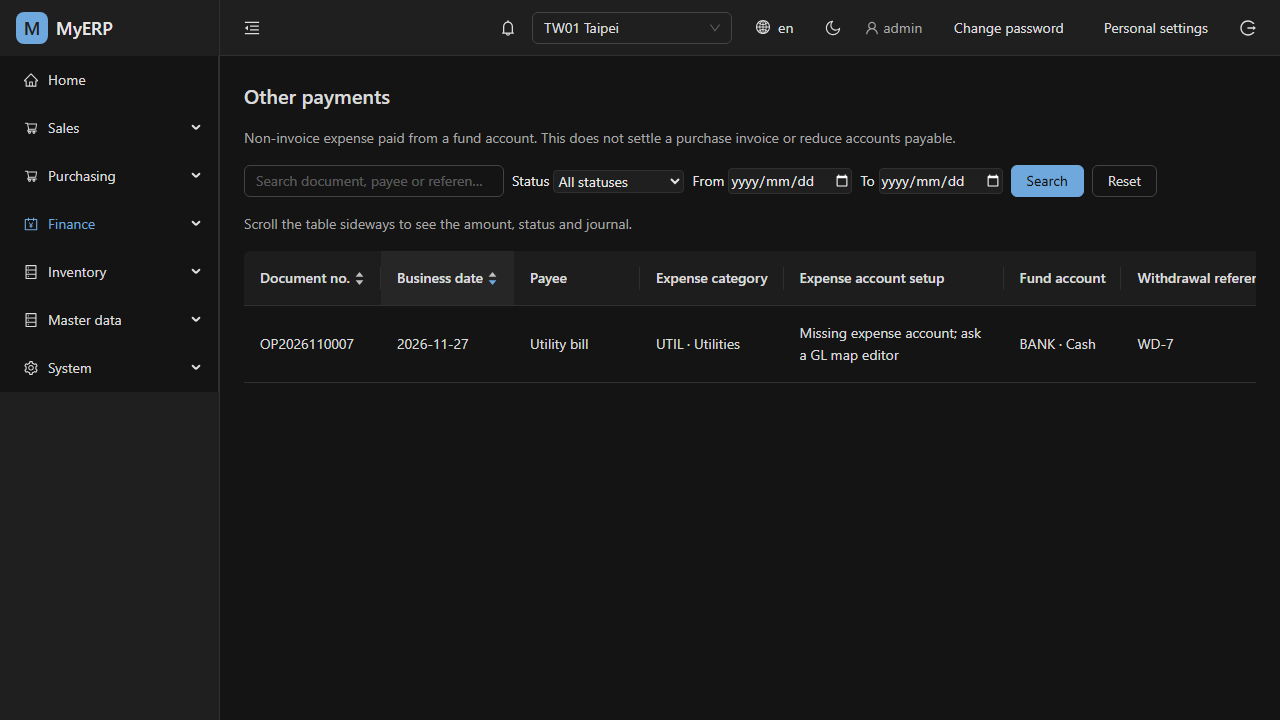 M MyERP
TW01 Taipei
en
admin
Change password
Personal settings
Home
Sales
Purchasing
Finance
Inventory
Master data
System
Other payments
Non-invoice expense paid from a fund account. This does not settle a purchase invoice or reduce accounts payable.
Search document, payee or referen... Status All statuses From yyyy/mm/dd To yyyy/mm/dd Search Reset
Scroll the table sideways to see the amount, status and journal.
Document no. Business date Payee Expense category Expense account setup Fund account Withdrawal referen
OP2026110007 2026-11-27 Utility bill UTIL · Utilities Missing expense account; ask
a GL map editor BANK · Cash WD-7